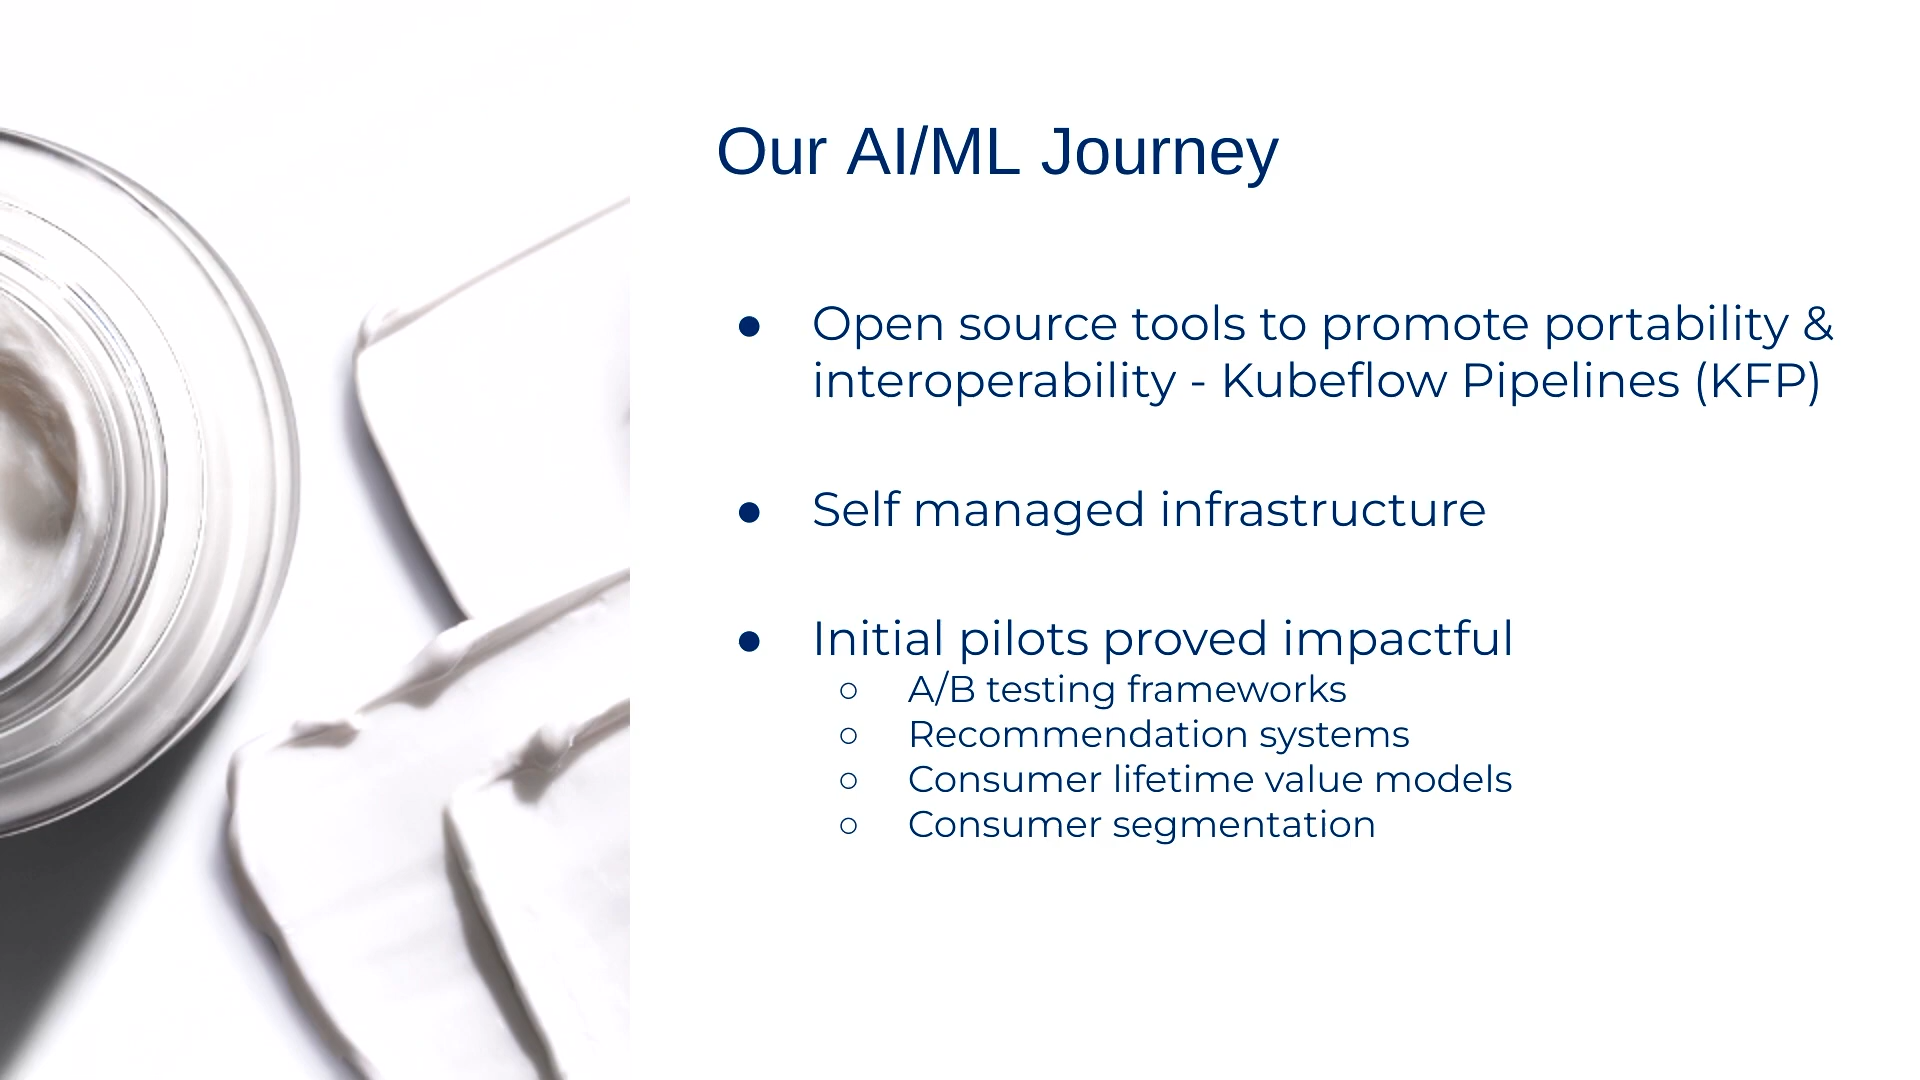 Our AI/ML Journey
● Open source tools to promote portability &
interoperability - Kubeflow Pipelines (KFP)
● Self managed infrastructure
● Initial pilots proved impactful
○ A/B testing frameworks
○ Recommendation systems
○ Consumer lifetime value models
○ Consumer segmentation